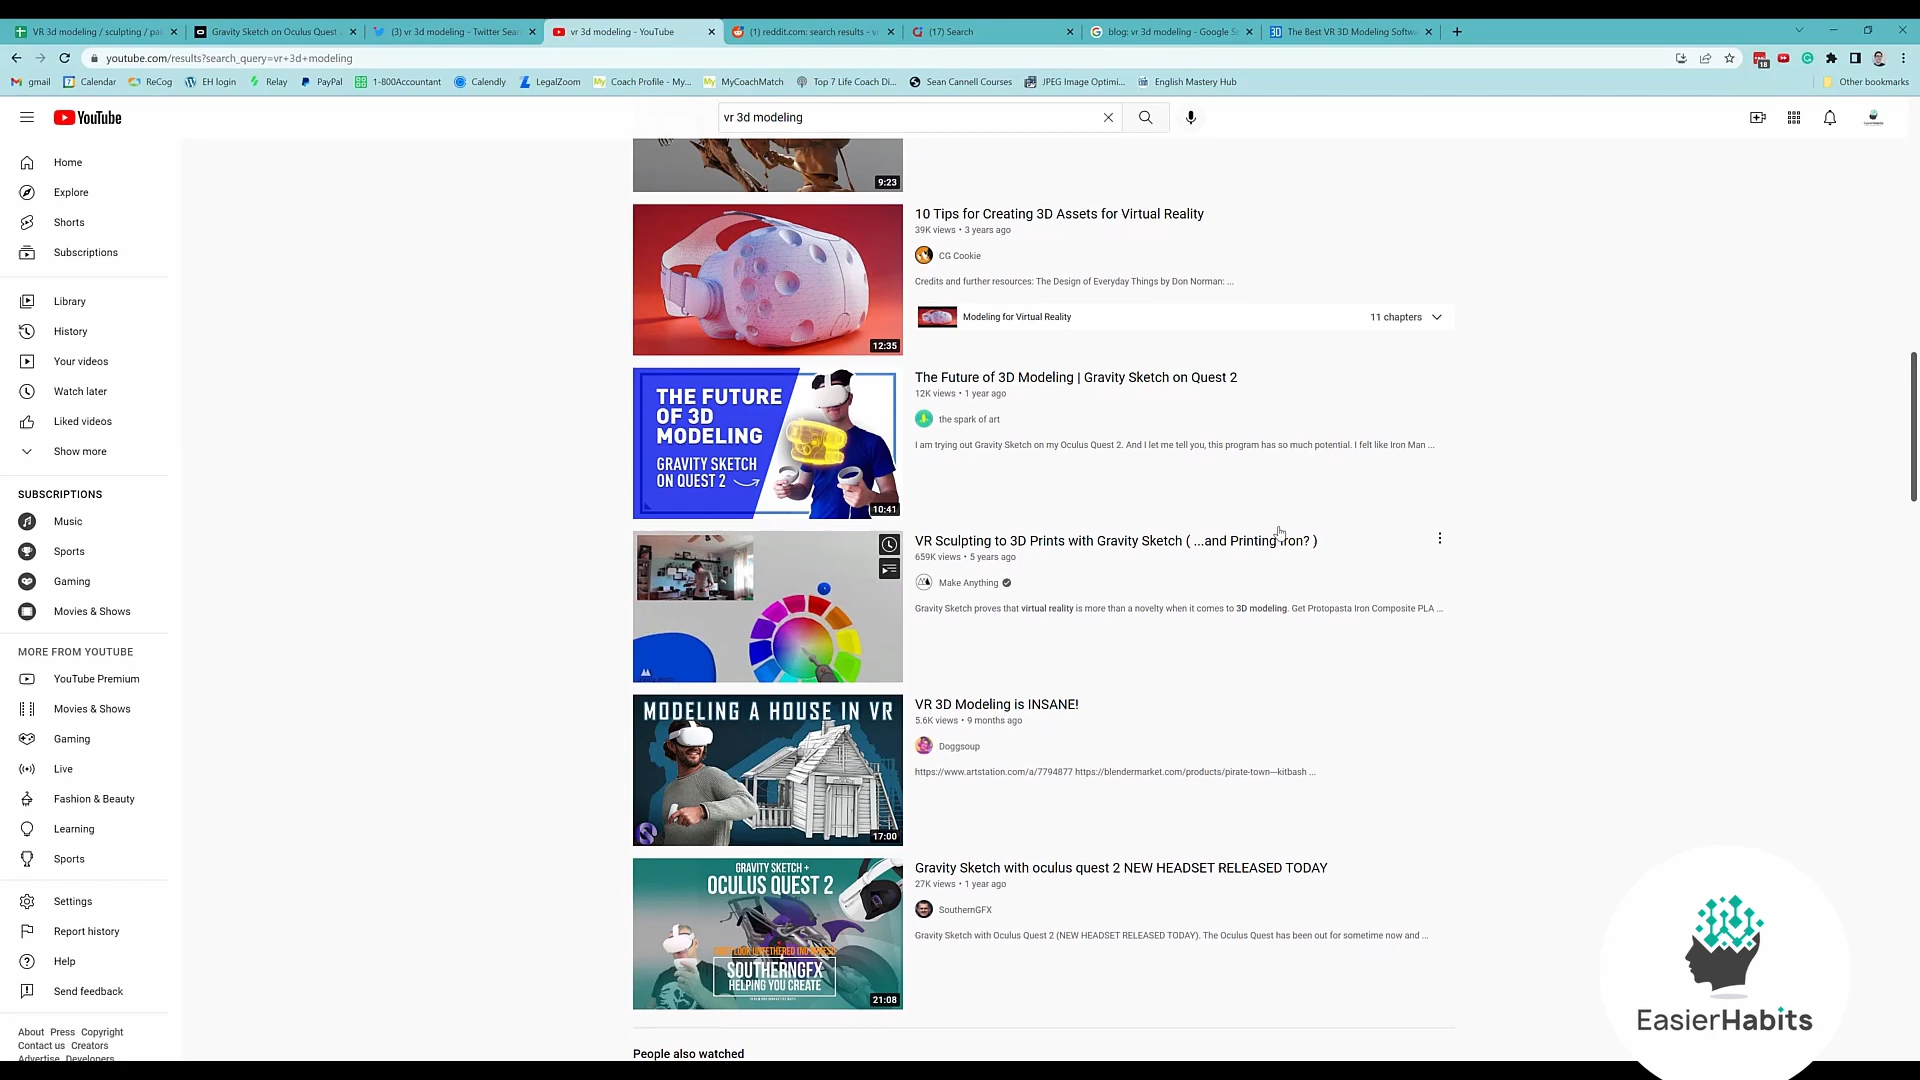 VR 3d modeling / sculpting / pai
Gravity Sketch on Oculus Quest
(3) vr 3d modeling - Twitter Sear
vr 3d modeling - YouTube
(1) reddit.com: search results - v
(17) Search
blog: vr 3d modeling - Google S
The Best VR 3D Modeling Softw
youtube.com/results?search_query=vr+3d+modeling
18
gmail
Calendar
ReCog
EH login
Relay
PayPal
1-800Accountant
Calendly
LegalZoom
Coach Profile - My...
MyCoachMatch
Top 7 Life Coach Di...
Sean Cannell Courses
JPEG Image Optimi...
English Mastery Hub
Other bookmarks
YouTube
vr 3d modeling
Home
Explore
Shorts
Subscriptions
Library
History
Your videos
Watch later
Liked videos
Show more
SUBSCRIPTIONS
Music
Sports
Gaming
Movies & Shows
MORE FROM YOUTUBE
YouTube Premium
Movies & Shows
Gaming
Live
Fashion & Beauty
Learning
Sports
Settings
Report history
Help
Send feedback
About Press Copyright
Contact us Creators
Advertise Developers
9:23
12:35
10 Tips for Creating 3D Assets for Virtual Reality
39K views • 3 years ago
CG Cookie
Credits and further resources: The Design of Everyday Things by Don Norman: ...
Modeling for Virtual Reality
11 chapters
THE FUTURE
OF 3D
MODELING
GRAVITY SKETCH
ON QUEST 2
10:41
The Future of 3D Modeling | Gravity Sketch on Quest 2
12K views • 1 year ago
the spark of art
I am trying out Gravity Sketch on my Oculus Quest 2. And I let me tell you, this program has so much potential. I felt like Iron Man ...
VR Sculpting to 3D Prints with Gravity Sketch ( ...and Printing Iron? )
659K views • 5 years ago
Make Anything
Gravity Sketch proves that virtual reality is more than a novelty when it comes to 3D modeling. Get Protopasta Iron Composite PLA ...
MODELING A HOUSE IN VR
17:00
VR 3D Modeling is INSANE!
5.6K views • 9 months ago
Doggsoup
https://www.artstation.com/a/7794877 https://blendermarket.com/products/pirate-town—kitbash ...
GRAVITY SKETCH +
OCULUS QUEST 2
SOUTHERNGFX
HELPING YOU CREATE
21:08
Gravity Sketch with oculus quest 2 NEW HEADSET RELEASED TODAY
27K views • 1 year ago
SouthernGFX
Gravity Sketch with Oculus Quest 2 (NEW HEADSET RELEASED TODAY). The Oculus Quest has been out for sometime now and ...
People also watched
EasierHabits